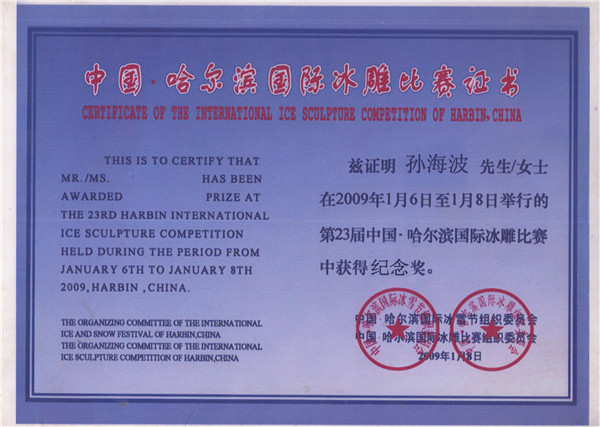 中国·哈尔滨国际冰雕比赛证书
CERTIFICATE OF THE INTERNATIONAL ICE SCULPTURE COMPETITION OF HARBIN, CHINA
THIS IS TO CERTIFY THAT
MR./MS. HAS BEEN
AWARDED PRIZE AT
THE 23RD HARBIN INTERNATIONAL
ICE SCULPTURE COMPETITION
HELD DURING THE PERIOD FROM
JANUARY 6TH TO JANUARY 8TH
2009, HARBIN , CHINA.
THE ORGANIZING COMMITTEE OF THE INTERNATIONAL
ICE AND SNOW FESTIVAL OF HARBIN,CHINA
THE ORGANIZING COMMITTEE OF THE INTERNATIONAL
ICE SCULPTURE COMPETITION OF HARBIN,CHINA
兹证明 孙海波 先生/女士
在2009年1月6日至1月8日举行的
第23届中国·哈尔滨国际冰雕比赛
中获得纪念奖。
中国·哈尔滨国际冰雪节组织委员会
中国·哈尔滨国际冰雕比赛组织委员会
2009年1月8日